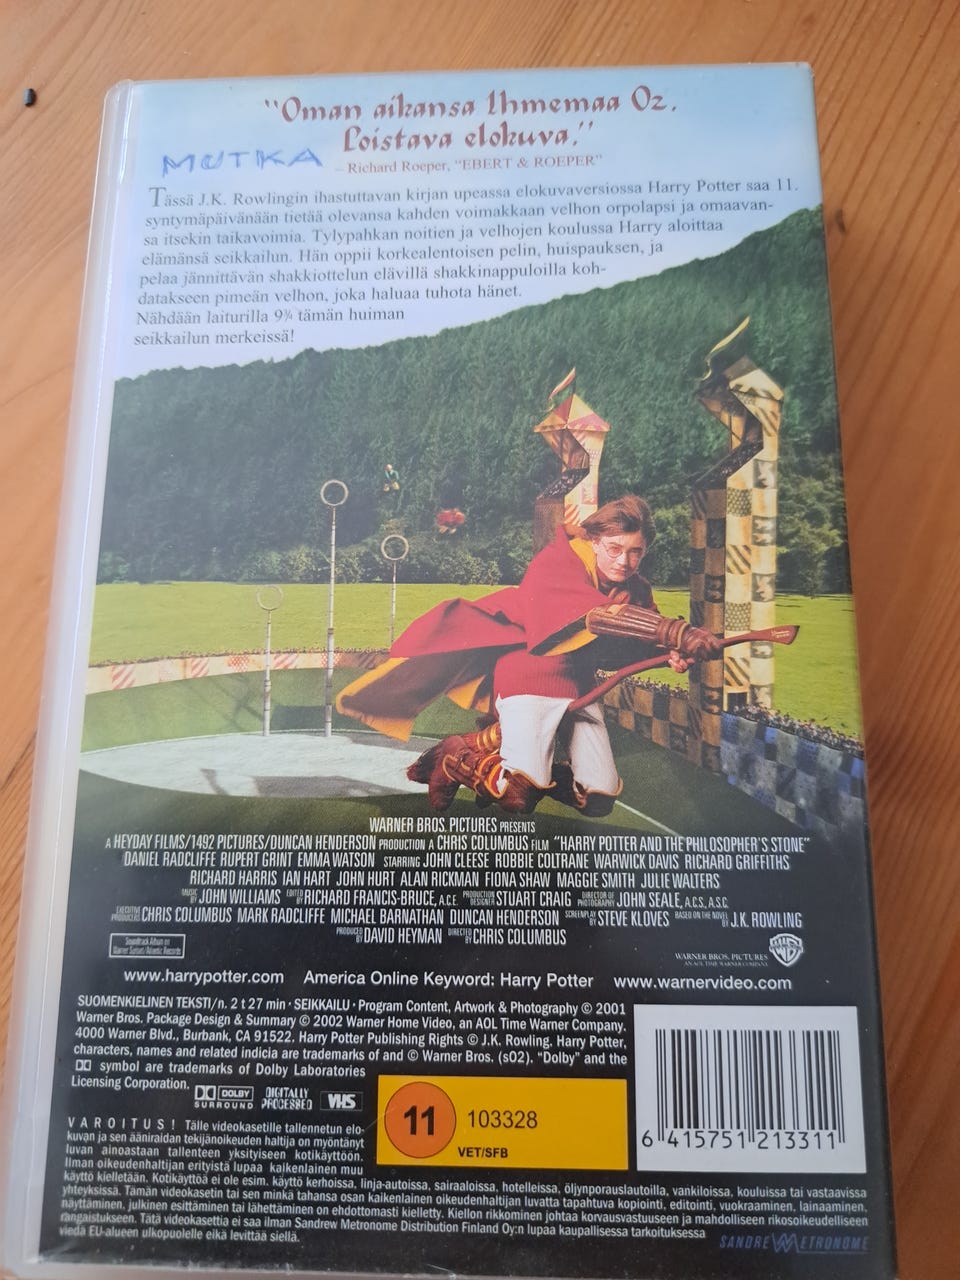 "Oman aikansa Ihmemaa Oz.
Loistava elokuva."
MUTKA
– Richard Roeper, "EBERT & ROEPER"
Tässä J.K. Rowlingin ihastuttavan kirjan upeassa elokuvaversiossa Harry Potter saa 11.
syntymäpäivänään tietää olevansa kahden voimakkaan velhon orpolapsi ja omaavan-
sa itsekin taikavoimia. Tylypahkan noitien ja velhojen koulussa Harry aloittaa
elämänsä seikkailun. Hän oppii korkealentoisen pelin, huispauksen, ja
pelaa jännittävän shakkiottelun elävillä shakkinappuloilla koh-
datakseen pimeän velhon, joka haluaa tuhota hänet.
Nähdään laiturilla 9¾ tämän huiman
seikkailun merkeissä!
WARNER BROS. PICTURES PRESENTS
A HEYDAY FILMS/1492 PICTURES/DUNCAN HENDERSON PRODUCTION A CHRIS COLUMBUS FILM "HARRY POTTER AND THE PHILOSOPHER'S STONE"
DANIEL RADCLIFFE RUPERT GRINT EMMA WATSON STARRING JOHN CLEESE ROBBIE COLTRANE WARWICK DAVIS RICHARD GRIFFITHS
RICHARD HARRIS IAN HART JOHN HURT ALAN RICKMAN FIONA SHAW MAGGIE SMITH JULIE WALTERS
MUSIC BY JOHN WILLIAMS EDITED BY RICHARD FRANCIS-BRUCE, A.C.E. PRODUCTION DESIGNER STUART CRAIG DIRECTOR OF PHOTOGRAPHY JOHN SEALE, A.C.S., A.S.C.
EXECUTIVE PRODUCERS CHRIS COLUMBUS MARK RADCLIFFE MICHAEL BARNATHAN DUNCAN HENDERSON SCREENPLAY BY STEVE KLOVES BASED ON THE NOVEL BY J.K. ROWLING
PRODUCED BY DAVID HEYMAN DIRECTED BY CHRIS COLUMBUS
Soundtrack Album on
Warner Sunset/Atlantic Records
WARNER BROS. PICTURES
AN AOL TIME WARNER COMPANY
WB
www.harrypotter.com America Online Keyword: Harry Potter www.warnervideo.com
SUOMENKIELINEN TEKSTI/n. 2 t 27 min · SEIKKAILU · Program Content, Artwork & Photography © 2001
Warner Bros. Package Design & Summary © 2002 Warner Home Video, an AOL Time Warner Company.
4000 Warner Blvd., Burbank, CA 91522. Harry Potter Publishing Rights © J.K. Rowling. Harry Potter,
characters, names and related indicia are trademarks of and © Warner Bros. (s02). "Dolby" and the
symbol are trademarks of Dolby Laboratories
Licensing Corporation.
DOLBY SURROUND DIGITALLY PROCESSED VHS
11 103328
VET/SFB
6 415751 213311
VAROITUS! Tälle videokasetille tallennetun elo-
kuvan ja sen ääniraidan tekijänoikeuden haltija on myöntänyt
luvan ainoastaan tallenteen yksityiseen kotikäyttöön.
Ilman oikeudenhaltijan erityistä lupaa kaikenlainen muu
käyttö kielletään. Kotikäyttöä ei ole esim. käyttö kerhoissa, linja-autoissa, sairaaloissa, hotelleissa, öljynporauslautoilla, vankiloissa, kouluissa tai vastaavissa
yhteyksissä. Tämän videokasetin tai sen minkä tahansa osan kaikenlainen oikeudenhaltijan luvatta tapahtuva kopiointi, editointi, vuokraaminen, lainaaminen,
näyttäminen, julkinen esittäminen tai lähettäminen on ehdottomasti kielletty. Kiellon rikkominen johtaa korvausvastuuseen ja mahdolliseen rikosoikeudelliseen
rangaistukseen. Tätä videokasettia ei saa ilman Sandrew Metronome Distribution Finland Oy:n lupaa kaupallisessa tarkoituksessa
viedä EU-alueen ulkopuolelle eikä levittää siellä.
SANDREW METRONOME